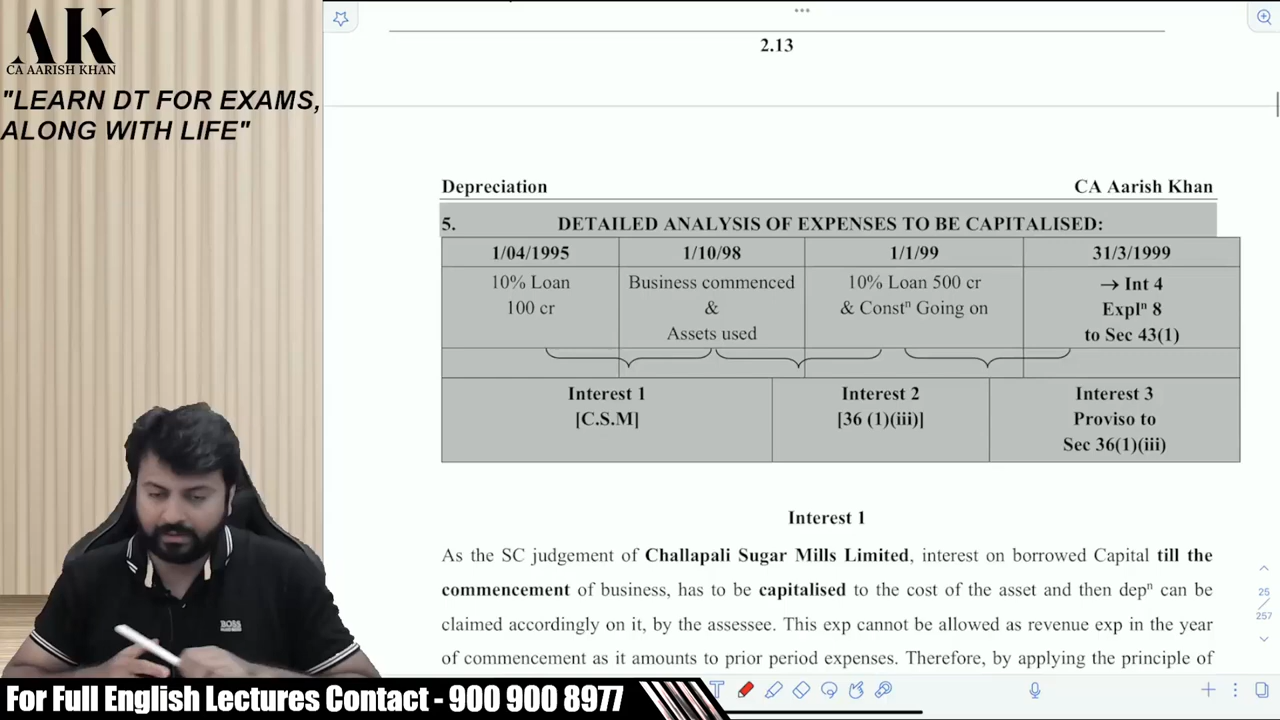 AK
CA AARISH KHAN
"LEARN DT FOR EXAMS,
ALONG WITH LIFE"
2.13
Depreciation CA Aarish Khan
5. DETAILED ANALYSIS OF EXPENSES TO BE CAPITALISED:
1/04/1995 1/10/98 1/1/99 31/3/1999
10% Loan Business commenced 10% Loan 500 cr → Int 4
100 cr & & Constⁿ Going on Explⁿ 8
Assets used to Sec 43(1)
Interest 1 Interest 2 Interest 3
[C.S.M] [36 (1)(iii)] Proviso to
Sec 36(1)(iii)
Interest 1
As the SC judgement of Challapali Sugar Mills Limited, interest on borrowed Capital till the
commencement of business, has to be capitalised to the cost of the asset and then depⁿ can be
claimed accordingly on it, by the assessee. This exp cannot be allowed as revenue exp in the year
of commencement as it amounts to prior period expenses. Therefore, by applying the principle of
25
257
BOSS
For Full English Lectures Contact - 900 900 8977